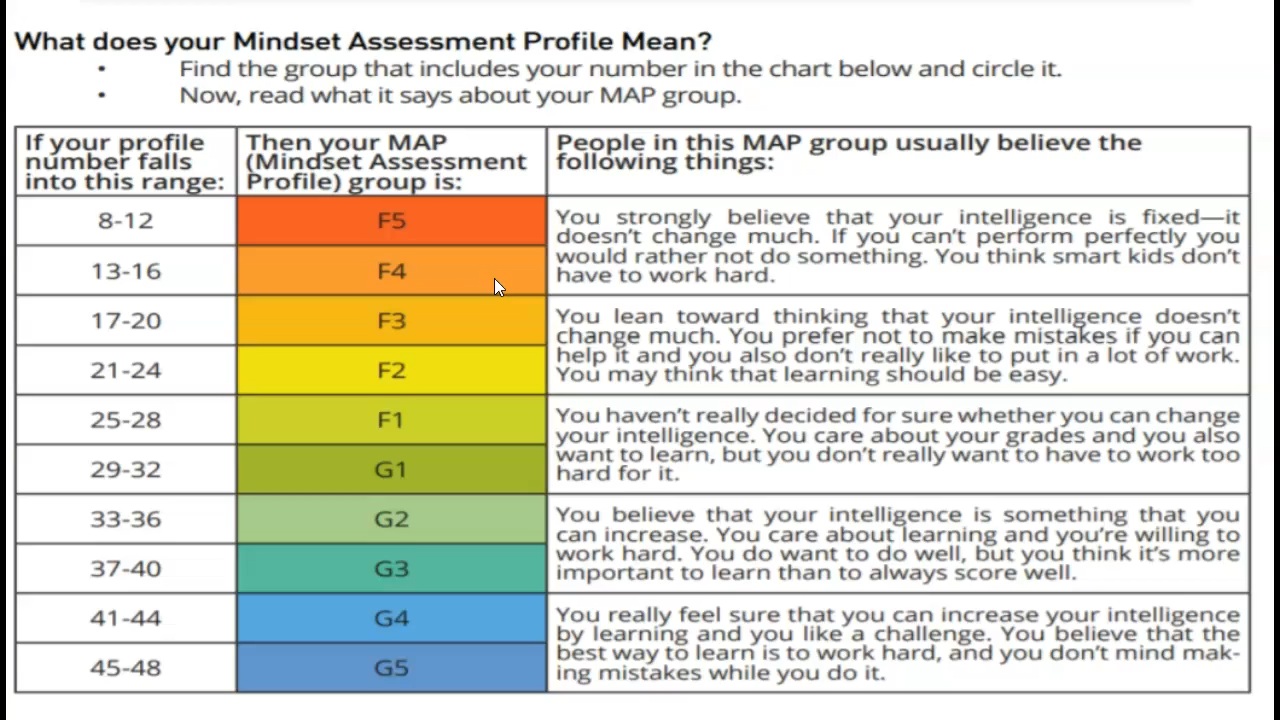 What does your Mindset Assessment Profile Mean?
• Find the group that includes your number in the chart below and circle it.
• Now, read what it says about your MAP group.
If your profile
number falls
into this range:
Then your MAP
(Mindset Assessment
Profile) group is:
People in this MAP group usually believe the
following things:
8-12
F5
You strongly believe that your intelligence is fixed—it
doesn't change much. If you can't perform perfectly you
would rather not do something. You think smart kids don't
have to work hard.
13-16
F4
17-20
F3
You lean toward thinking that your intelligence doesn't
change much. You prefer not to make mistakes if you can
help it and you also don't really like to put in a lot of work.
You may think that learning should be easy.
21-24
F2
25-28
F1
You haven't really decided for sure whether you can change
your intelligence. You care about your grades and you also
want to learn, but you don't really want to have to work too
hard for it.
29-32
G1
33-36
G2
You believe that your intelligence is something that you
can increase. You care about learning and you're willing to
work hard. You do want to do well, but you think it's more
important to learn than to always score well.
37-40
G3
41-44
G4
You really feel sure that you can increase your intelligence
by learning and you like a challenge. You believe that the
best way to learn is to work hard, and you don't mind mak-
ing mistakes while you do it.
45-48
G5